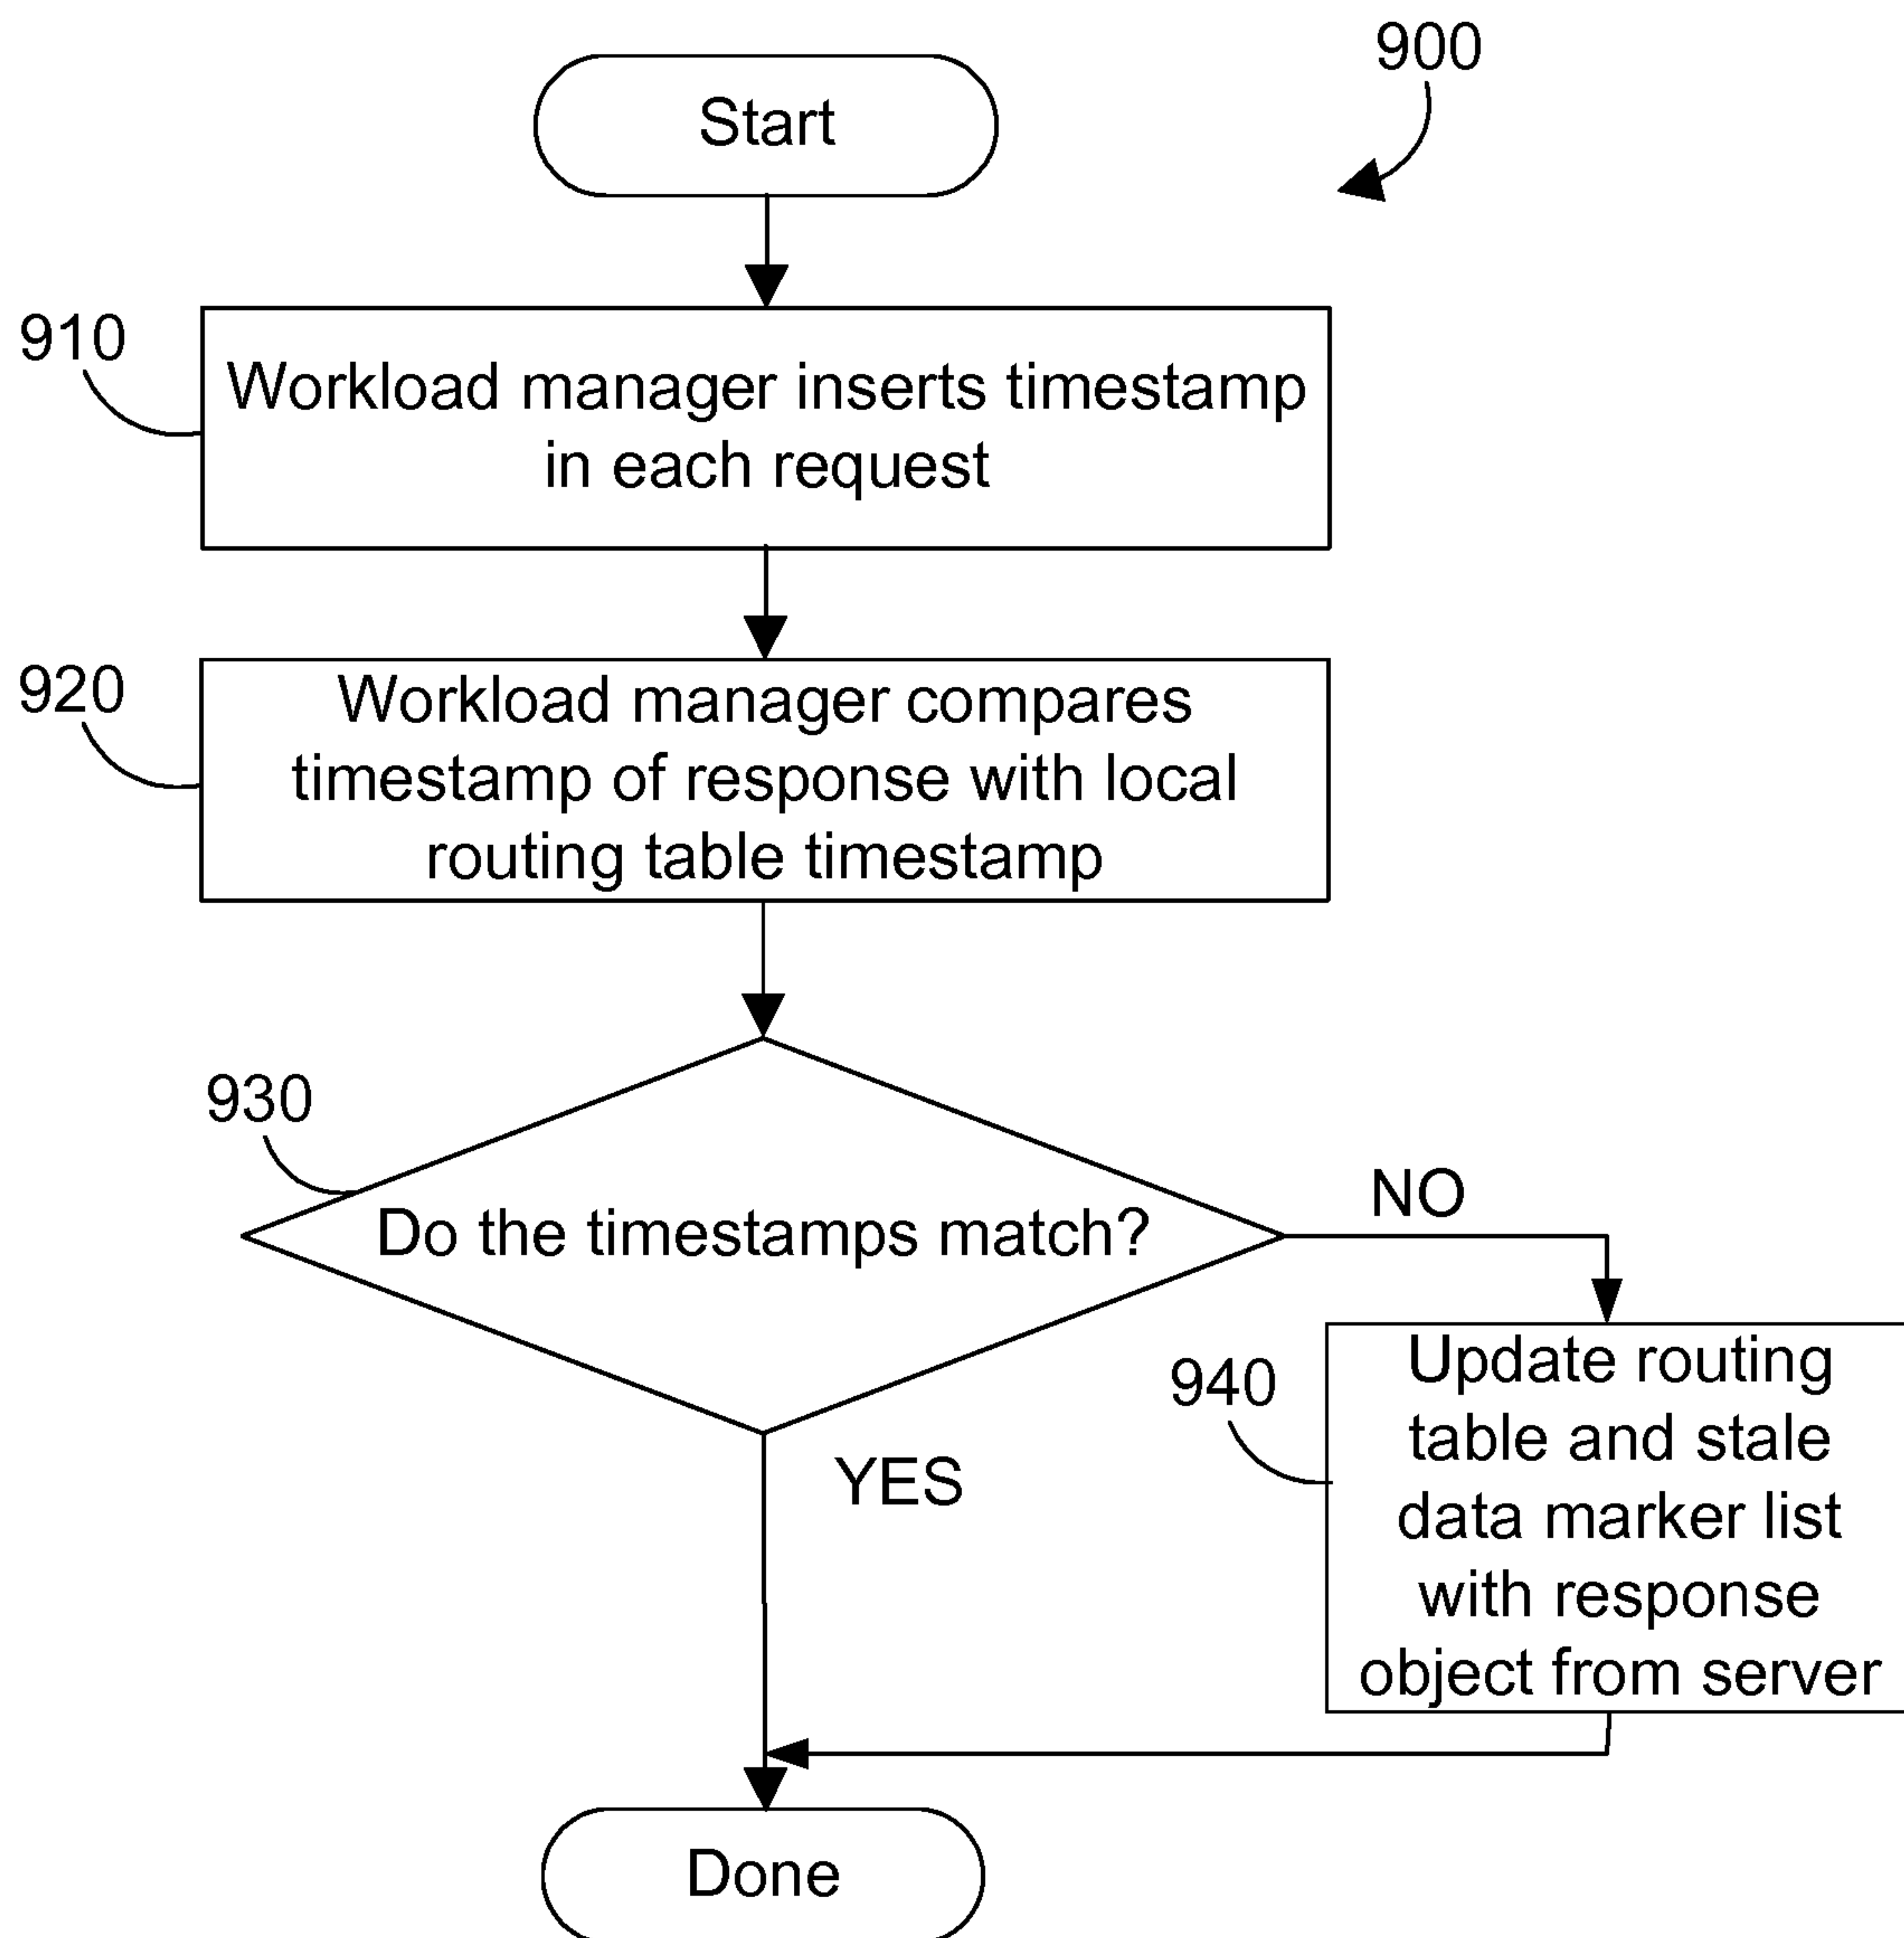 900
Start
910
Workload manager inserts timestamp
in each request
920
Workload manager compares
timestamp of response with local
routing table timestamp
930
Do the timestamps match?
NO
YES
940
Update routing
table and stale
data marker list
with response
object from server
Done